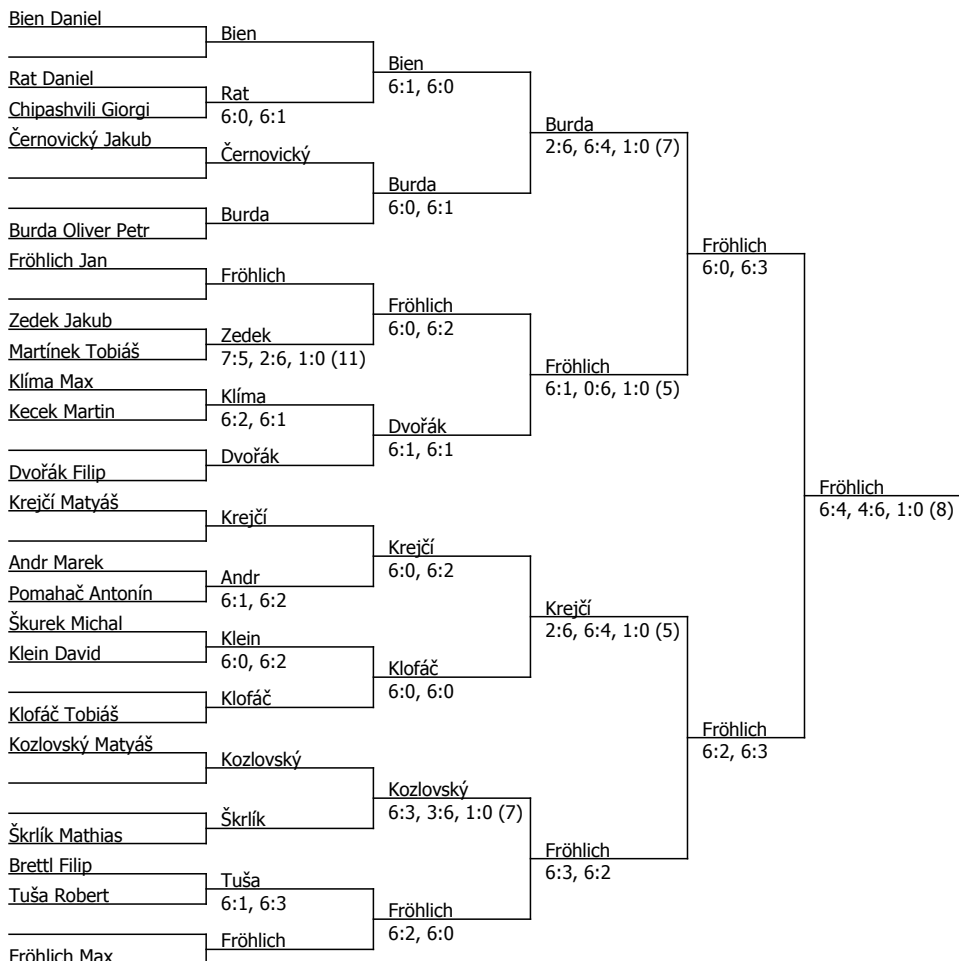 Bien Daniel
Bien
Bien
6:1, 6:0
Rat Daniel
Rat
Chipashvili Giorgi
6:0, 6:1
Burda
2:6, 6:4, 1:0 (7)
Černovický Jakub
Černovický
Burda
6:0, 6:1
Burda
Burda Oliver Petr
Fröhlich
6:0, 6:3
Fröhlich Jan
Fröhlich
Fröhlich
6:0, 6:2
Zedek Jakub
Zedek
Martínek Tobiáš
7:5, 2:6, 1:0 (11)
Fröhlich
6:1, 0:6, 1:0 (5)
Klíma Max
Klíma
Kecek Martin
6:2, 6:1
Dvořák
6:1, 6:1
Dvořák
Dvořák Filip
Fröhlich
6:4, 4:6, 1:0 (8)
Krejčí Matyáš
Krejčí
Krejčí
6:0, 6:2
Andr Marek
Andr
Pomahač Antonín
6:1, 6:2
Krejčí
2:6, 6:4, 1:0 (5)
Škurek Michal
Klein
Klein David
6:0, 6:2
Klofáč
6:0, 6:0
Klofáč
Klofáč Tobiáš
Fröhlich
6:2, 6:3
Kozlovský Matyáš
Kozlovský
Kozlovský
6:3, 3:6, 1:0 (7)
Škrlík
Škrlík Mathias
Fröhlich
6:3, 6:2
Brettl Filip
Tuša
Tuša Robert
6:1, 6:3
Fröhlich
6:2, 6:0
Fröhlich
Fröhlich Max